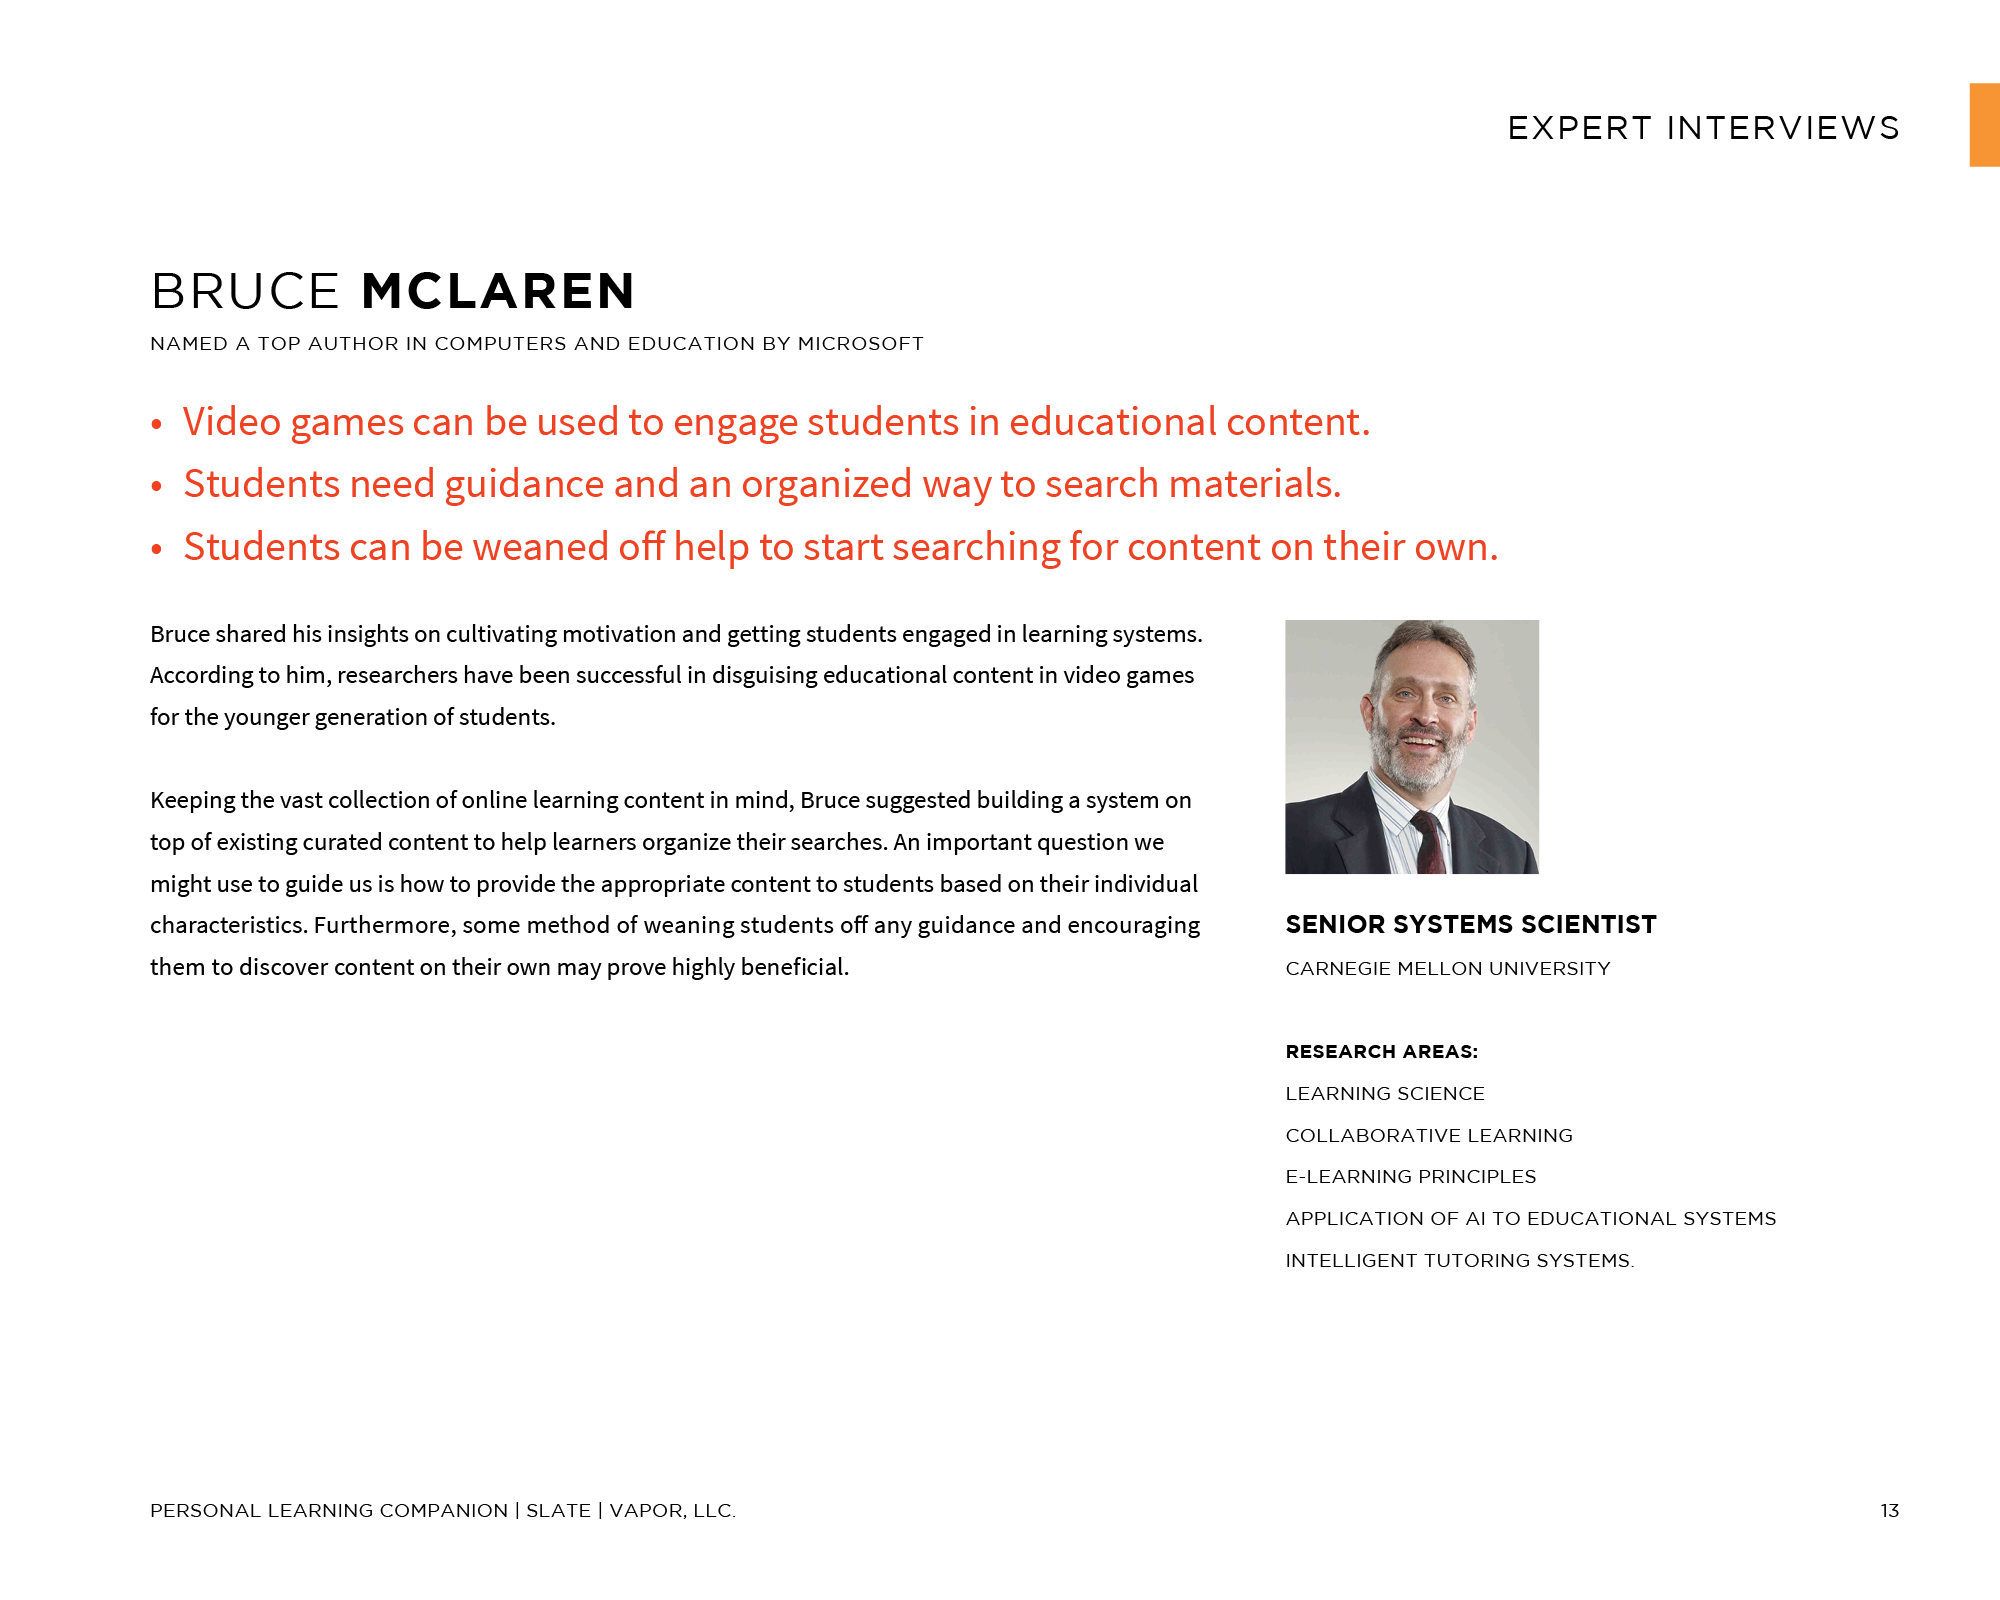 EXPERT INTERVIEWS
BRUCE MCLAREN
NAMED A TOP AUTHOR IN COMPUTERS AND EDUCATION BY MICROSOFT
• Video games can be used to engage students in educational content.
• Students need guidance and an organized way to search materials.
• Students can be weaned off help to start searching for content on their own.
Bruce shared his insights on cultivating motivation and getting students engaged in learning systems.
According to him, researchers have been successful in disguising educational content in video games
for the younger generation of students.
Keeping the vast collection of online learning content in mind, Bruce suggested building a system on
top of existing curated content to help learners organize their searches. An important question we
might use to guide us is how to provide the appropriate content to students based on their individual
characteristics. Furthermore, some method of weaning students off any guidance and encouraging
them to discover content on their own may prove highly beneficial.
SENIOR SYSTEMS SCIENTIST
CARNEGIE MELLON UNIVERSITY
RESEARCH AREAS:
LEARNING SCIENCE
COLLABORATIVE LEARNING
E-LEARNING PRINCIPLES
APPLICATION OF AI TO EDUCATIONAL SYSTEMS
INTELLIGENT TUTORING SYSTEMS.
PERSONAL LEARNING COMPANION | SLATE | VAPOR, LLC.
13